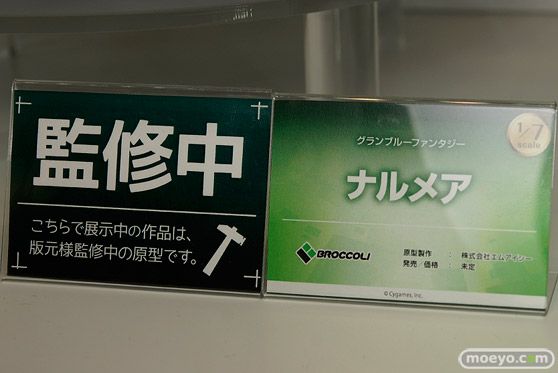 監修中
こちらで展示中の作品は、
版元様監修中の原型です。
1/7
scale
グランブルーファンタジー
ナルメア
BROCCOLI
原型製作 : 株式会社エムアイシー
発売 価格 : 未定
© Cygames, Inc.
moeyo.com